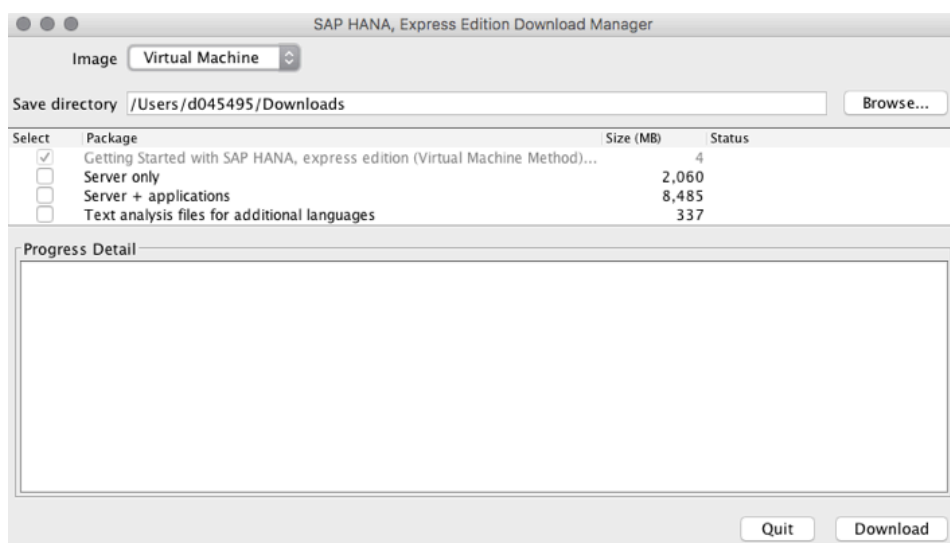 SAP HANA, Express Edition Download Manager
Image Virtual Machine
Save directory /Users/d045495/Downloads Browse...
Select Package Size (MB) Status
Getting Started with SAP HANA, express edition (Virtual Machine Method)... 4
Server only 2,060
Server + applications 8,485
Text analysis files for additional languages 337
Progress Detail
Quit Download